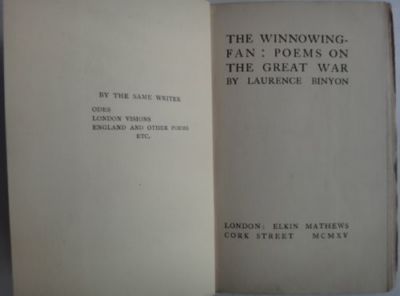 BY THE SAME WRITER
ODES
LONDON VISIONS
ENGLAND AND OTHER POEMS
ETC.
THE WINNOWING-
FAN: POEMS ON
THE GREAT WAR
BY LAURENCE BINYON
LONDON: ELKIN MATHEWS
CORK STREET MCMXV